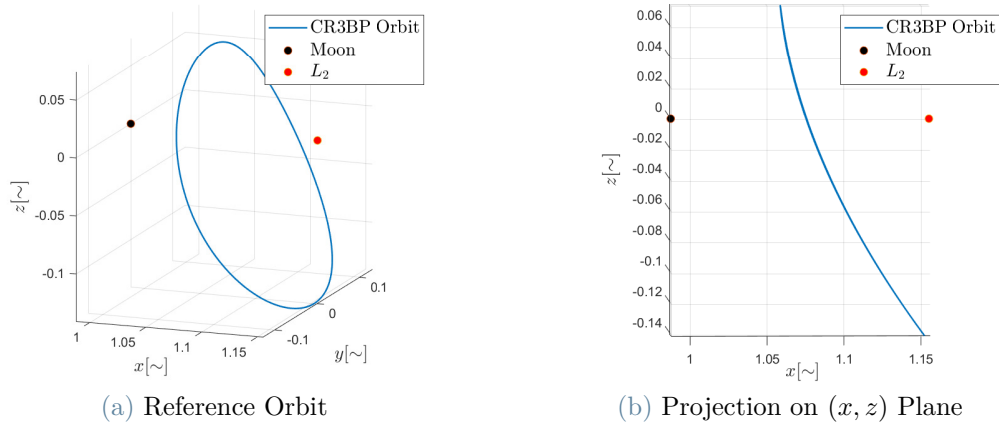 CR3BP Orbit
Moon
L₂
0.05
0
-0.05
-0.1
z[~]
1
1.05
1.1
1.15
x[~]
-0.1
0
0.1
y[~]
(a) Reference Orbit
CR3BP Orbit
Moon
L₂
0.06
0.04
0.02
0
-0.02
-0.04
-0.06
-0.08
-0.1
-0.12
-0.14
z[~]
1
1.05
1.1
1.15
x[~]
(b) Projection on (x, z) Plane